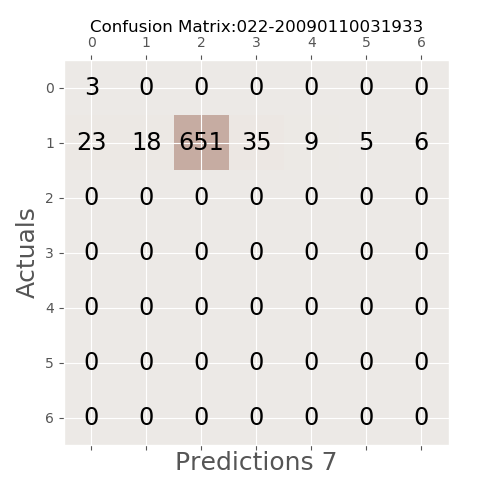 Confusion Matrix:022-20090110031933
0 1 2 3 4 5 6
0 3 0 0 0 0 0 0
1 23 18 651 35 9 5 6
2 0 0 0 0 0 0 0
3 0 0 0 0 0 0 0
4 0 0 0 0 0 0 0
5 0 0 0 0 0 0 0
6 0 0 0 0 0 0 0
Actuals
Predictions 7